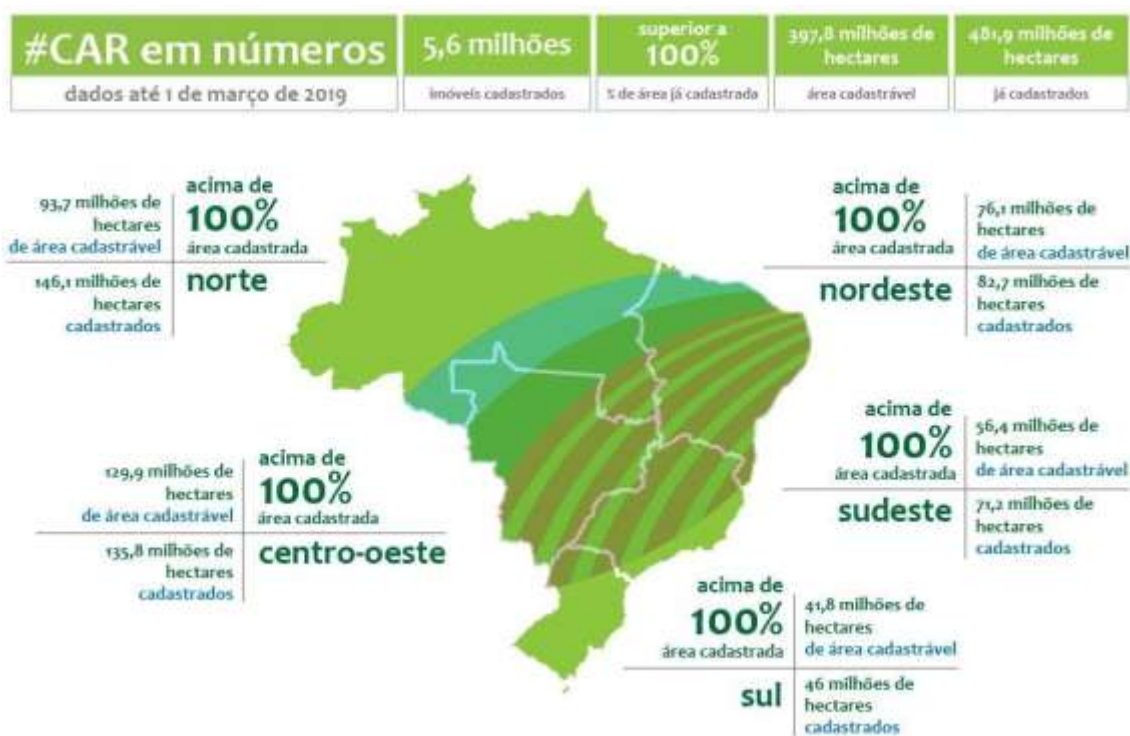 #CAR em números
dados até 1 de março de 2019
5,6 milhões
imóveis cadastrados
superior a
100%
% de área já cadastrada
397,8 milhões de
hectares
área cadastrável
481,9 milhões de
hectares
já cadastrados
93,7 milhões de
hectares
de área cadastrável
146,1 milhões de
hectares
cadastrados
acima de
100%
área cadastrada
norte
acima de
100%
área cadastrada
nordeste
76,1 milhões de
hectares
de área cadastrável
82,7 milhões de
hectares
cadastrados
129,9 milhões de
hectares
de área cadastrável
135,8 milhões de
hectares
cadastrados
acima de
100%
área cadastrada
centro-oeste
acima de
100%
área cadastrada
sudeste
56,4 milhões de
hectares
de área cadastrável
71,2 milhões de
hectares
cadastrados
acima de
100%
área cadastrada
sul
41,8 milhões de
hectares
de área cadastrável
46 milhões de
hectares
cadastrados